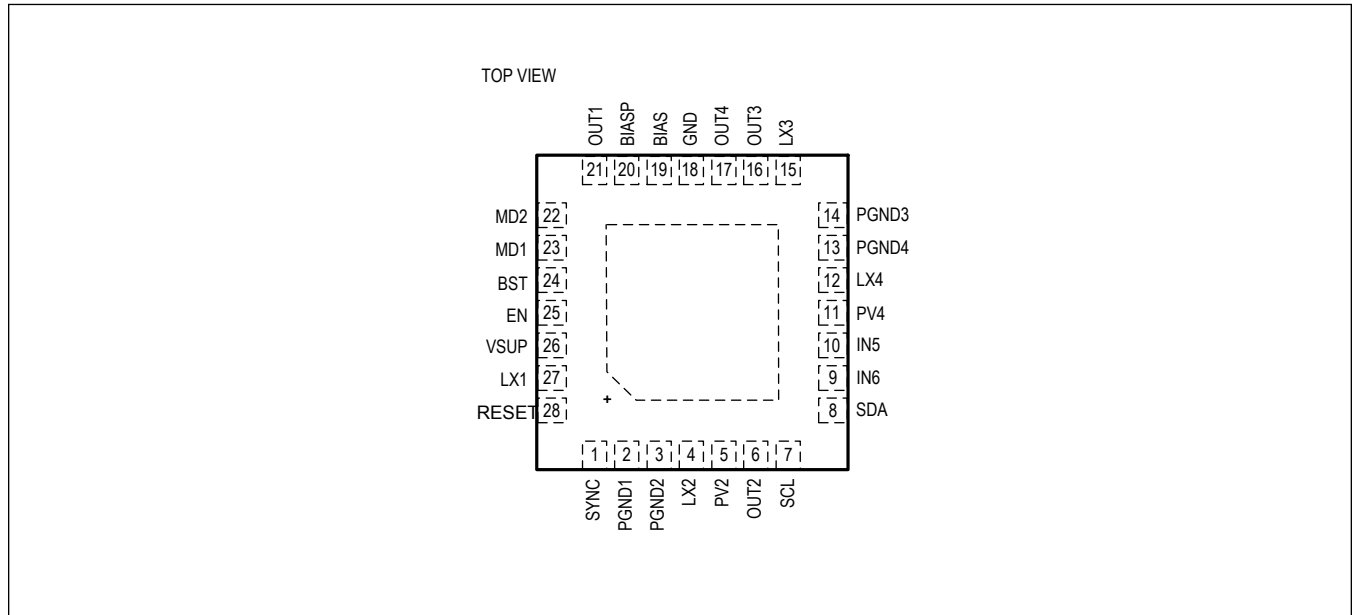 TOP VIEW
OUT1 BIASP BIAS GND OUT4 OUT3 LX3
21 20 19 18 17 16 15
MD2 22 14 PGND3
MD1 23 13 PGND4
BST 24 12 LX4
EN 25 11 PV4
VSUP 26 10 IN5
LX1 27 9 IN6
RESET 28 + 8 SDA
1 2 3 4 5 6 7
SYNC PGND1 PGND2 LX2 PV2 OUT2 SCL